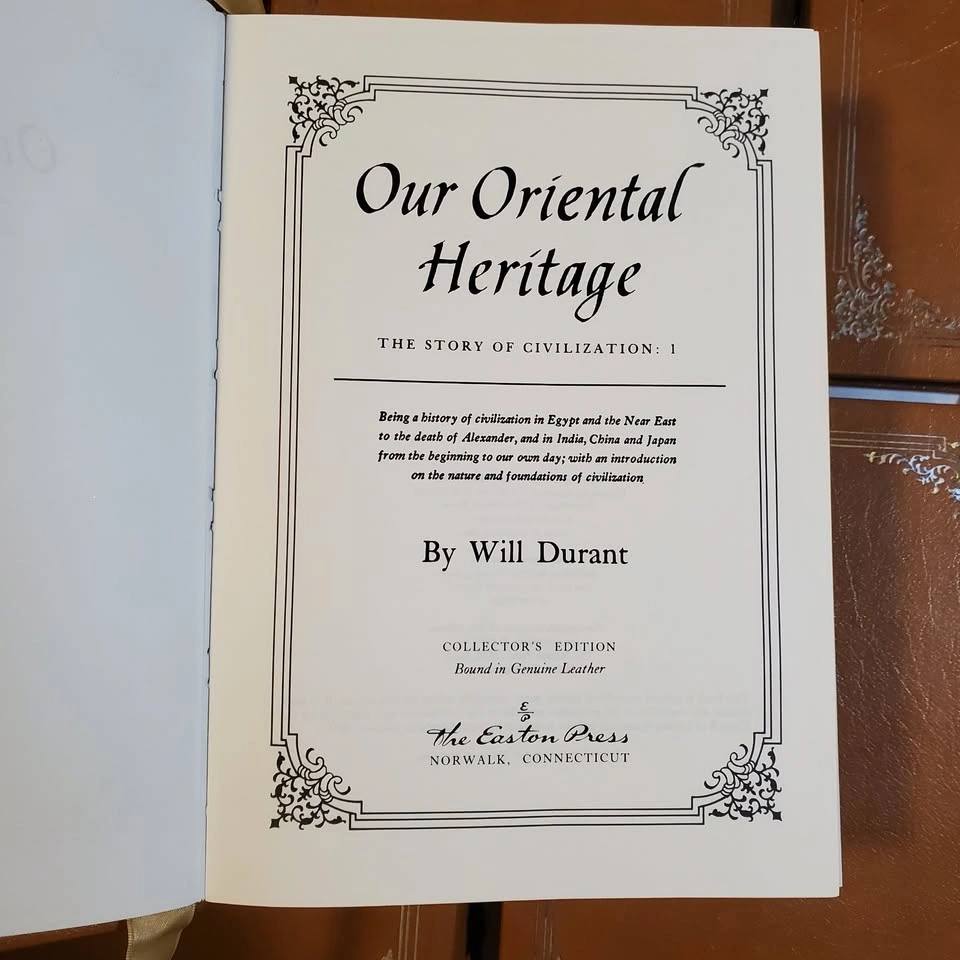 Our Oriental
Heritage
THE STORY OF CIVILIZATION: 1
Being a history of civilization in Egypt and the Near East
to the death of Alexander, and in India, China and Japan
from the beginning to our own day; with an introduction
on the nature and foundations of civilization
By Will Durant
COLLECTOR'S EDITION
Bound in Genuine Leather
E
P
The Easton Press
NORWALK, CONNECTICUT